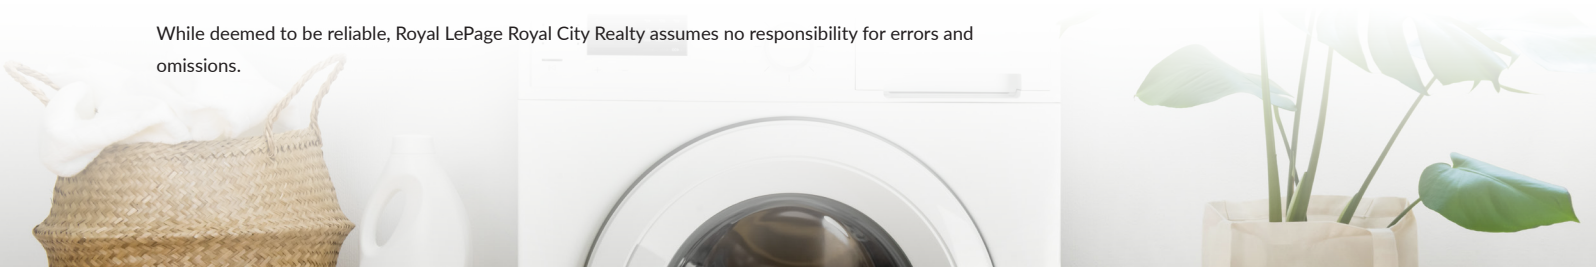 While deemed to be reliable, Royal LePage Royal City Realty assumes no responsibility for errors and
omissions.